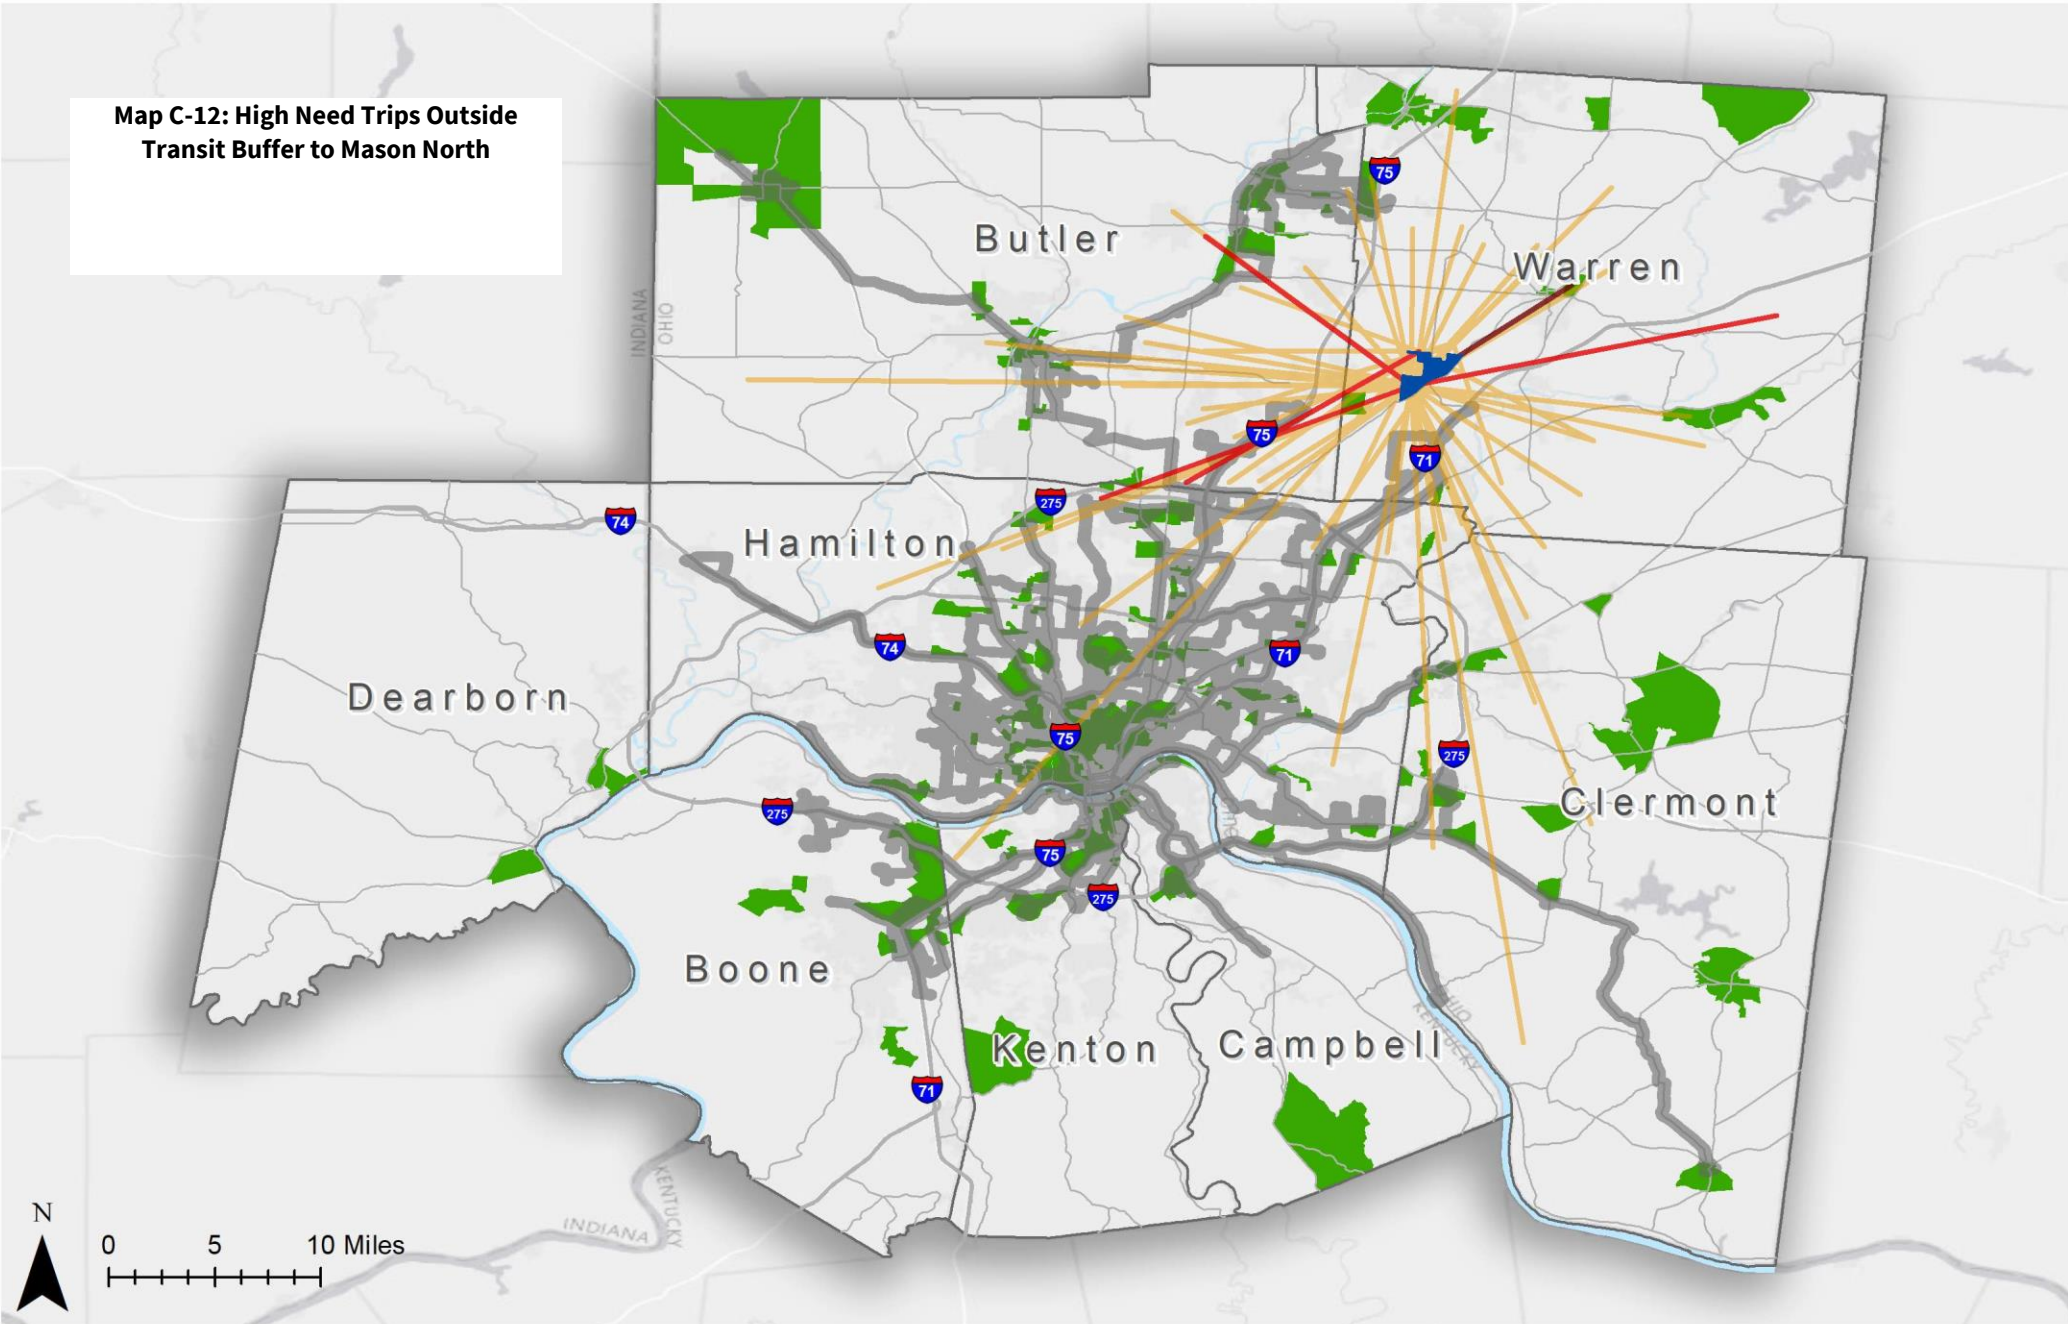 Map C-12: High Need Trips Outside
Transit Buffer to Mason North
75
Butler
Warren
INDIANA
OHIO
75
71
275
74
Hamilton
74
71
Dearborn
75
275
275
Clermont
75
275
Boone
OHIO
KENTUCKY
Kenton
Campbell
71
KENTUCKY
INDIANA
N
0 5 10 Miles